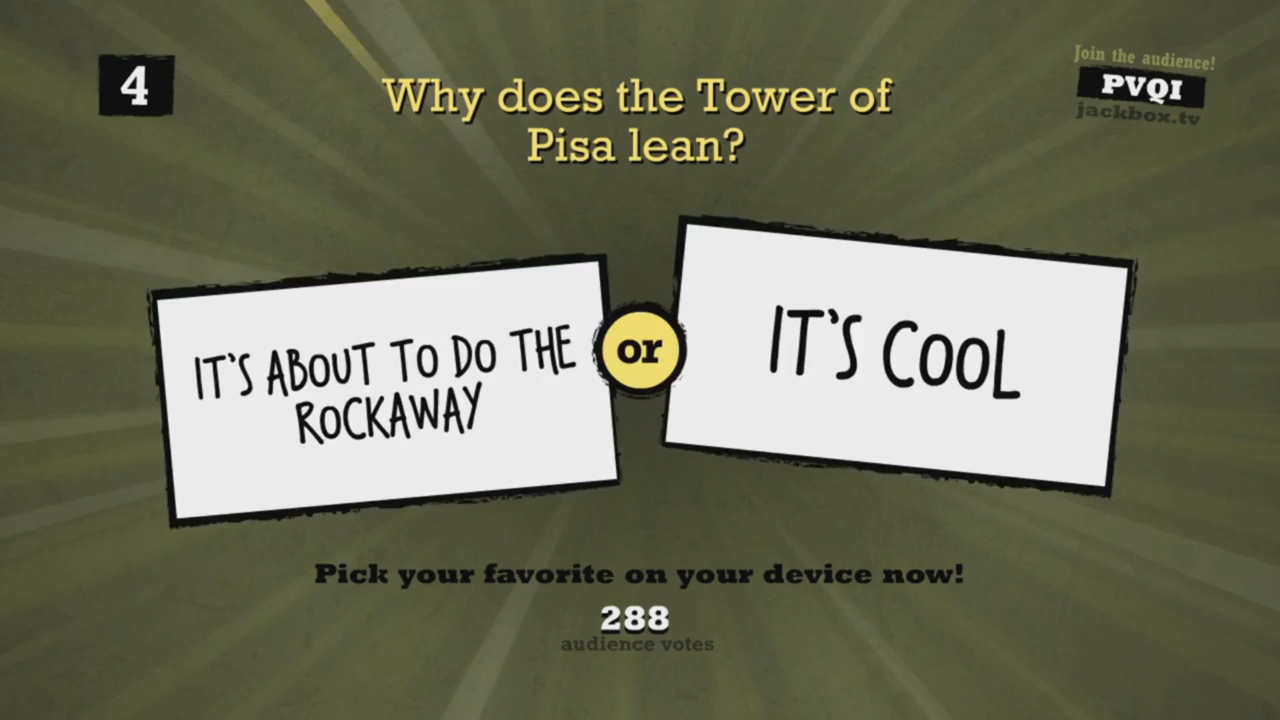 4
Why does the Tower of
Pisa lean?
Join the audience!
PVQI
jackbox.tv
IT'S ABOUT TO DO THE
ROCKAWAY
or
IT'S COOL
Pick your favorite on your device now!
288
audience votes